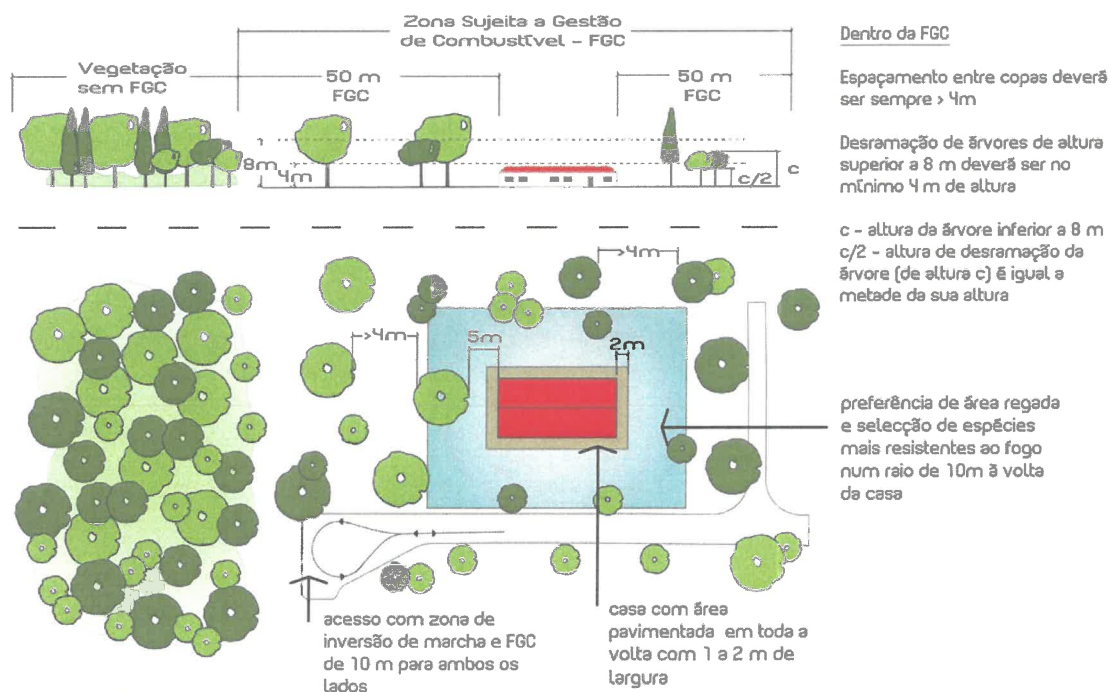 Zona Sujeita a Gestão
de Combustível - FGC
Vegetação
sem FGC
50 m
FGC
50 m
FGC
8m
4m
c/2
c
Dentro da FGC
Espaçamento entre copas deverá
ser sempre > 4m
Desramação de árvores de altura
superior a 8 m deverá ser no
mínimo 4 m de altura
c - altura da árvore inferior a 8 m
c/2 - altura de desramação da
árvore (de altura c) é igual a
metade da sua altura
>4m
>4m
5m
2m
preferência de área regada
e selecção de espécies
mais resistentes ao fogo
num raio de 10m à volta
da casa
acesso com zona de
inversão de marcha e FGC
de 10 m para ambos os
lados
casa com área
pavimentada em toda a
volta com 1 a 2 m de
largura